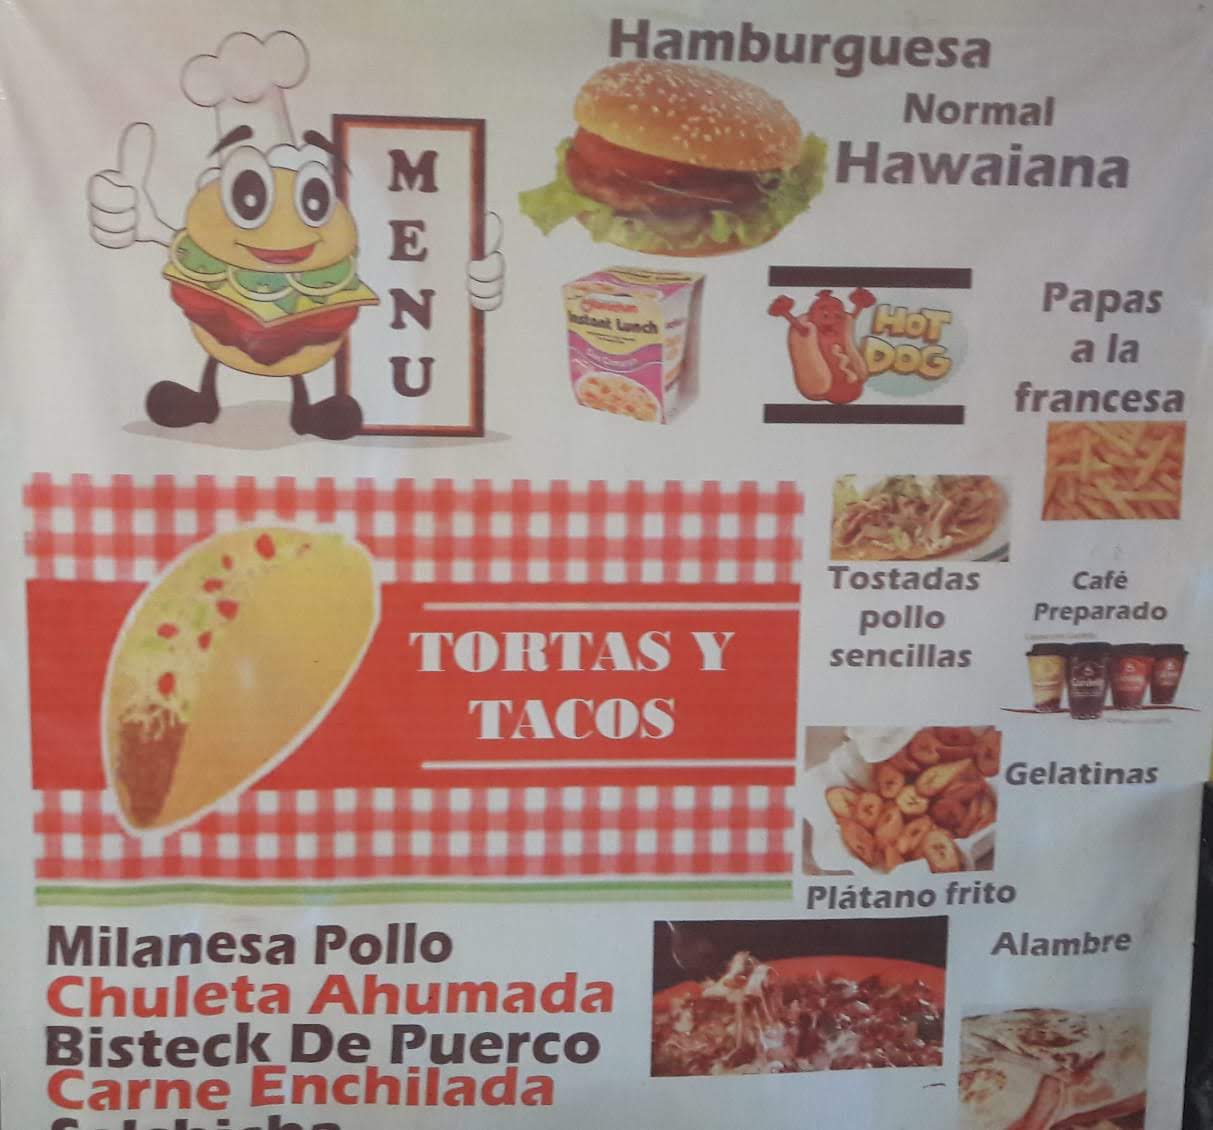 Hamburguesa
Normal
Hawaiana
MENU
Instant Lunch
HOT
DOG
Papas
a la
francesa
TORTAS Y
TACOS
Tostadas
pollo
sencillas
Café
Preparado
Gelatinas
Plátano frito
Alambre
Milanesa Pollo
Chuleta Ahumada
Bisteck De Puerco
Carne Enchilada